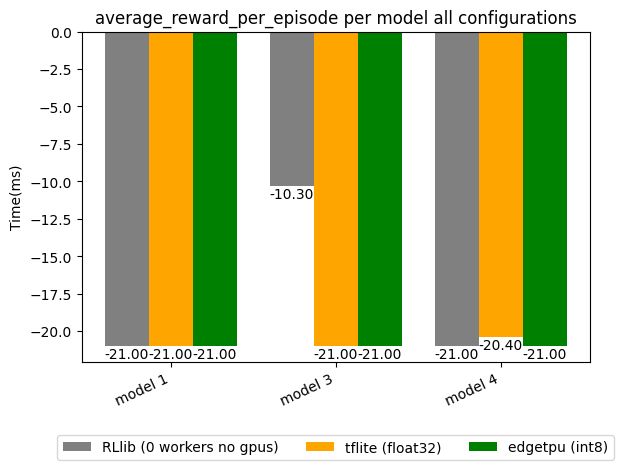 average_reward_per_episode per model all configurations
Time(ms)
0.0
−2.5
−5.0
−7.5
−10.0
−12.5
−15.0
−17.5
−20.0
-10.30
-20.40
-21.00 -21.00 -21.00 -21.00 -21.00 -21.00 -21.00
model 1 model 3 model 4
RLlib (0 workers no gpus) tflite (float32) edgetpu (int8)